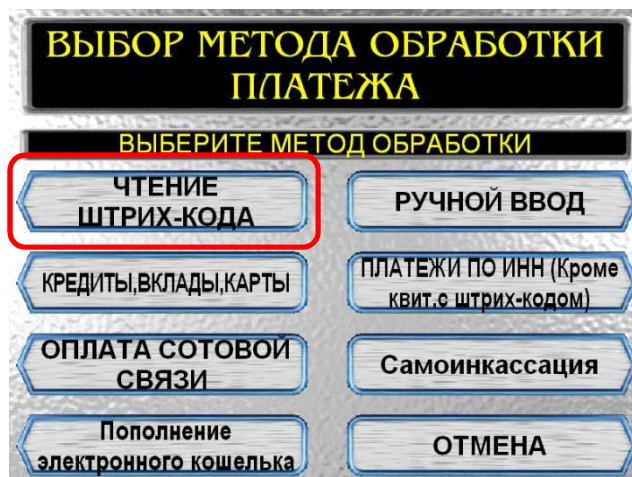 ВЫБОР МЕТОДА ОБРАБОТКИ
ПЛАТЕЖА
ВЫБЕРИТЕ МЕТОД ОБРАБОТКИ
ЧТЕНИЕ
ШТРИХ-КОДА
РУЧНОЙ ВВОД
КРЕДИТЫ,ВКЛАДЫ,КАРТЫ
ПЛАТЕЖИ ПО ИНН (Кроме
квит.с штрих-кодом)
ОПЛАТА СОТОВОЙ
СВЯЗИ
Самоинкассация
Пополнение
электронного кошелька
ОТМЕНА